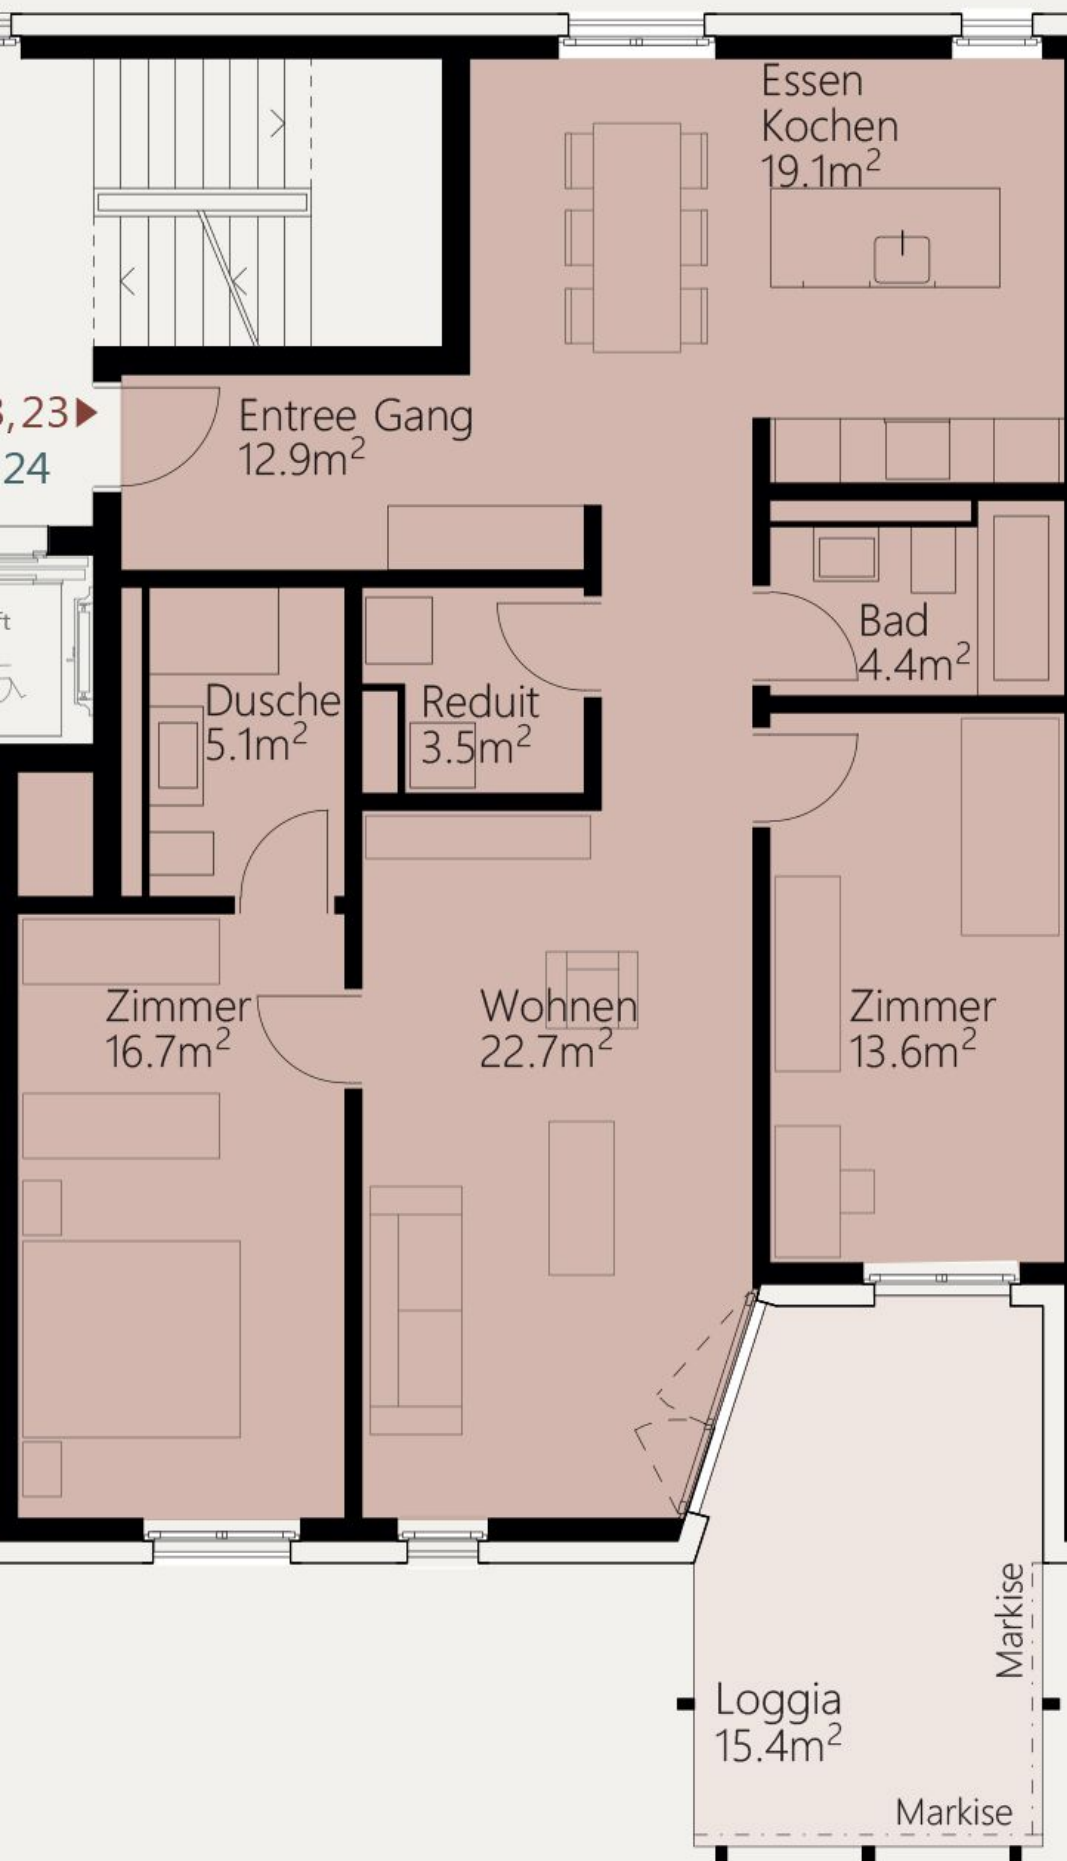 Essen
Kochen
19.1m²
,23
24
Entree Gang
12.9m²
Bad
4.4m²
Dusche
5.1m²
Reduit
3.5m²
Zimmer
16.7m²
Wohnen
22.7m²
Zimmer
13.6m²
Markise
Loggia
15.4m²
Markise